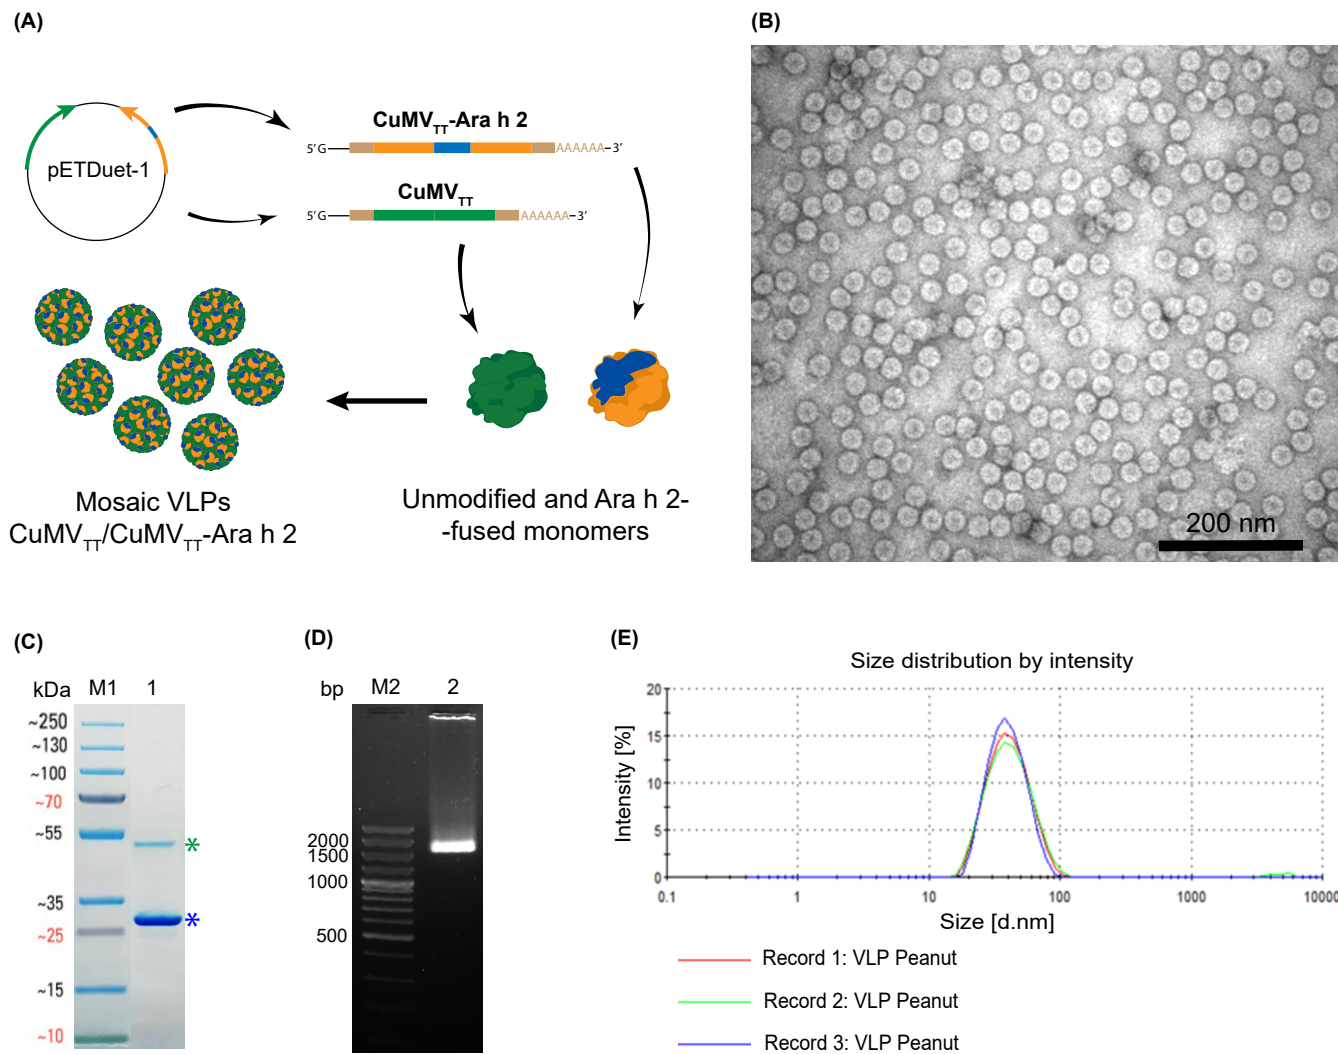 (A)
pETDuet-1
CuMVTT-Ara h 2
5'G AAAAAA–3'
CuMVTT
5'G AAAAAA–3'
Mosaic VLPs
CuMVTT/CuMVTT-Ara h 2
Unmodified and Ara h 2-
-fused monomers
(B)
200 nm
(C)
kDa M1 1
~250
~130
~100
~70
~55
*
~35
*
~25
~15
~10
(D)
bp M2 2
2000
1500
1000
500
(E)
Size distribution by intensity
Intensity [%]
20
15
10
5
0
0.1 1 10 100 1000 10000
Size [d.nm]
Record 1: VLP Peanut
Record 2: VLP Peanut
Record 3: VLP Peanut